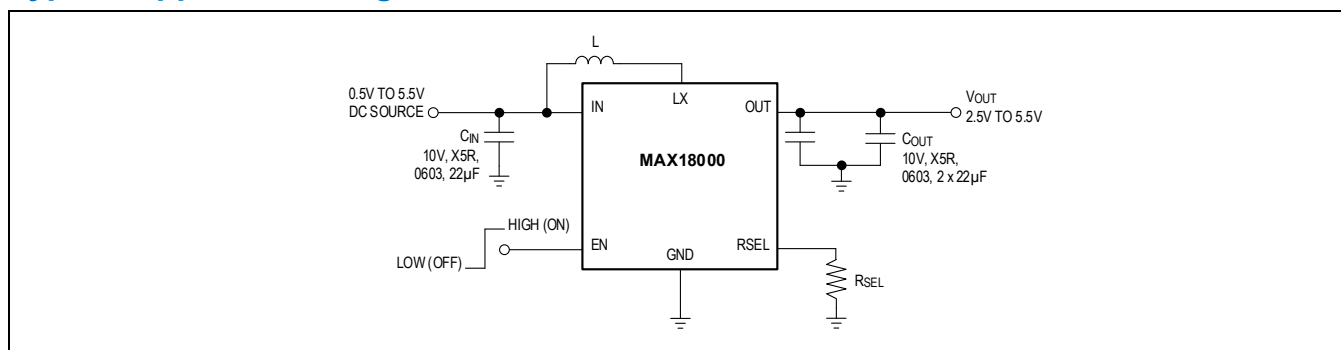 L
0.5V TO 5.5V
DC SOURCE
IN
LX
OUT
VOUT
2.5V TO 5.5V
CIN
10V, X5R,
0603, 22µF
MAX18000
COUT
10V, X5R,
0603, 2 x 22µF
HIGH (ON)
LOW (OFF)
EN
GND
RSEL
RSEL